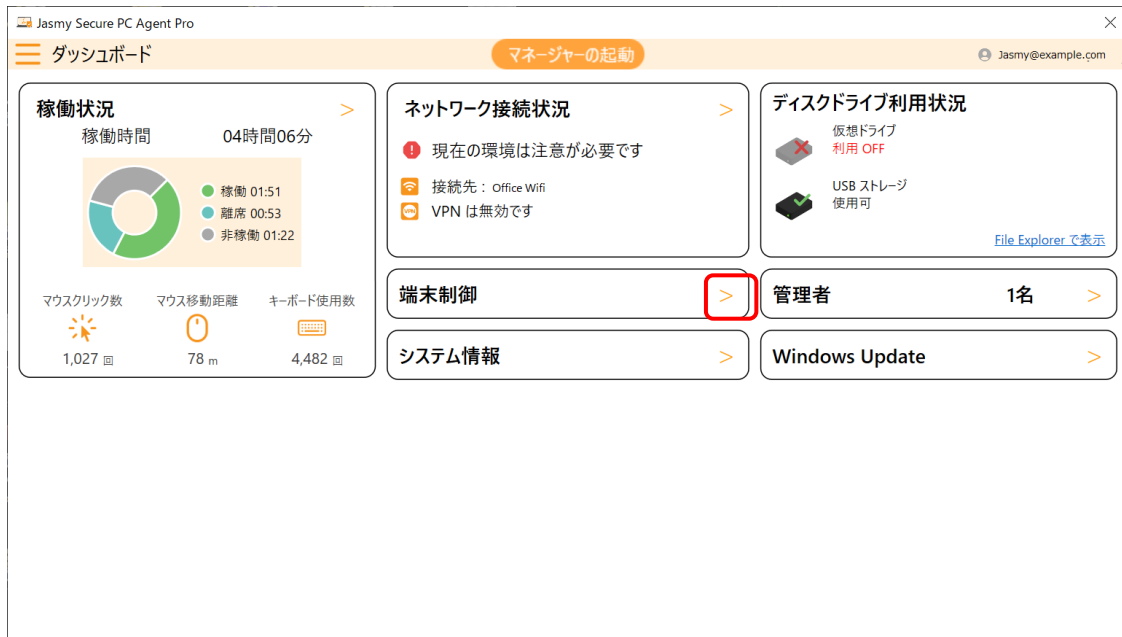 Jasmy Secure PC Agent Pro
ダッシュボード
マネージャーの起動
Jasmy@example.com
稼働状況 >
稼働時間 04時間06分
稼働 01:51
離席 00:53
非稼働 01:22
マウスクリック数 マウス移動距離 キーボード使用数
1,027 回 78 m 4,482 回
ネットワーク接続状況 >
現在の環境は注意が必要です
接続先 : Office Wifi
VPN VPN は無効です
ディスクドライブ利用状況
仮想ドライブ
利用 OFF
USB ストレージ
使用可
File Explorer で表示
端末制御 >
管理者 1名 >
システム情報 >
Windows Update >